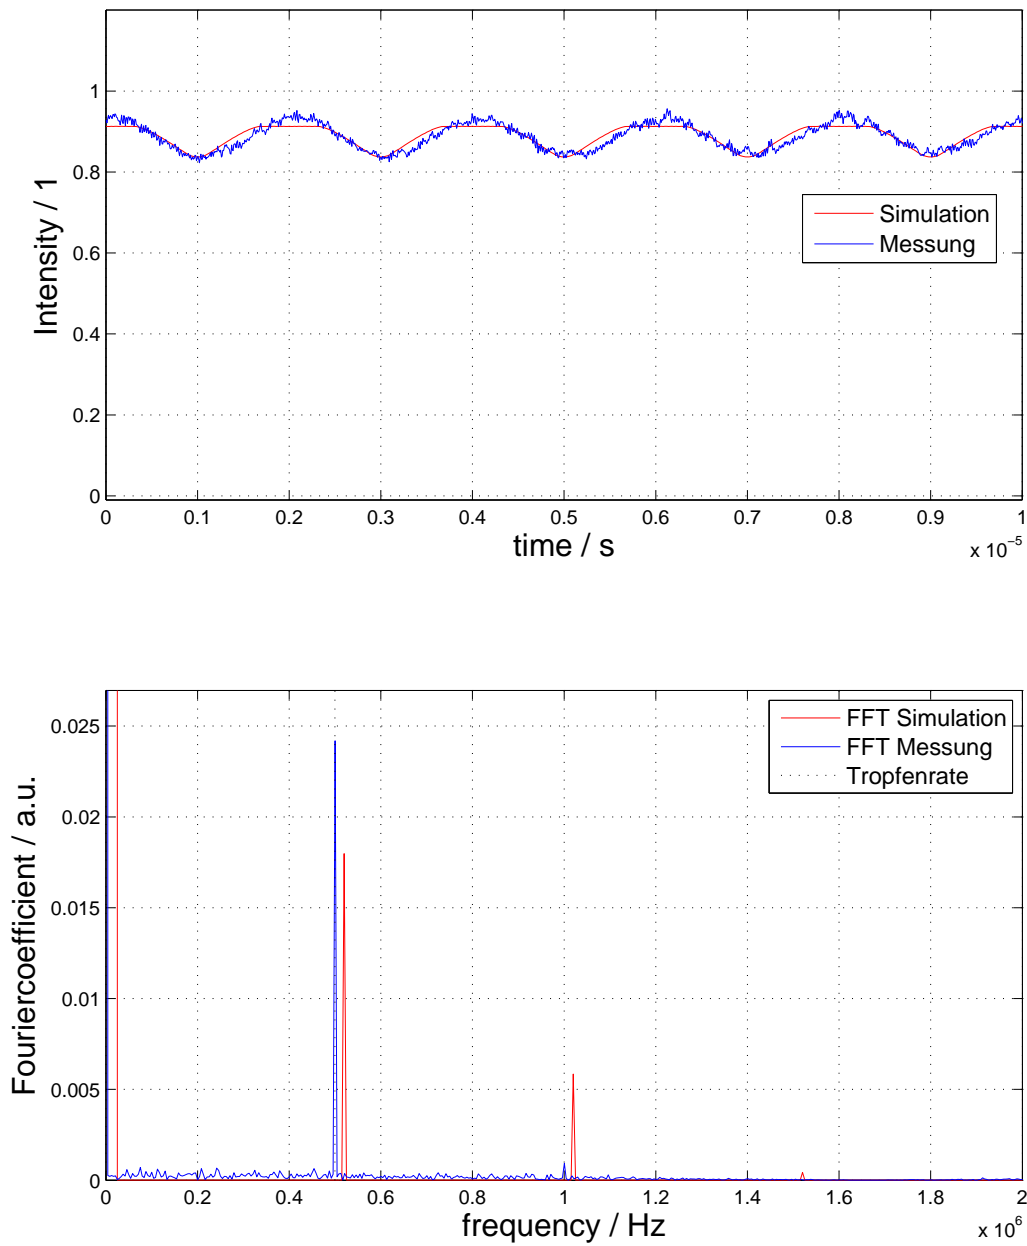 1
0.8
0.6
0.4
0.2
0
Intensity / 1
Simulation
Messung
0 0.1 0.2 0.3 0.4 0.5 0.6 0.7 0.8 0.9 1
time / s
x 10⁻⁵
0.025
0.02
0.015
0.01
0.005
0
Fouriercoefficient / a.u.
FFT Simulation
FFT Messung
Tropfenrate
0 0.2 0.4 0.6 0.8 1 1.2 1.4 1.6 1.8 2
frequency / Hz
x 10⁶